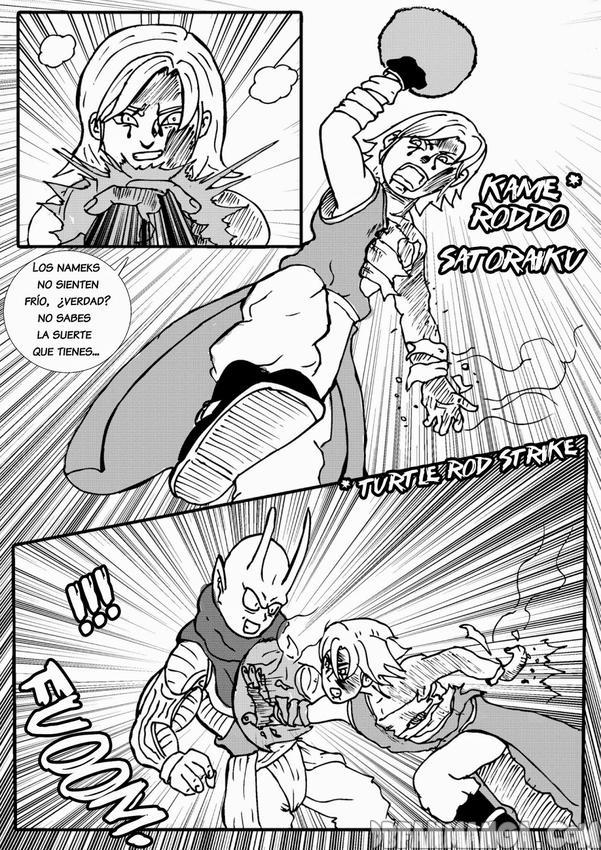 KAME *
RODDO
SATORAIKU
LOS NAMEKS
NO SIENTEN
FRÍO, ¿VERDAD?
NO SABES
LA SUERTE
QUE TIENES...
* TURTLE ROD STRIKE
!!!
FUOOM.